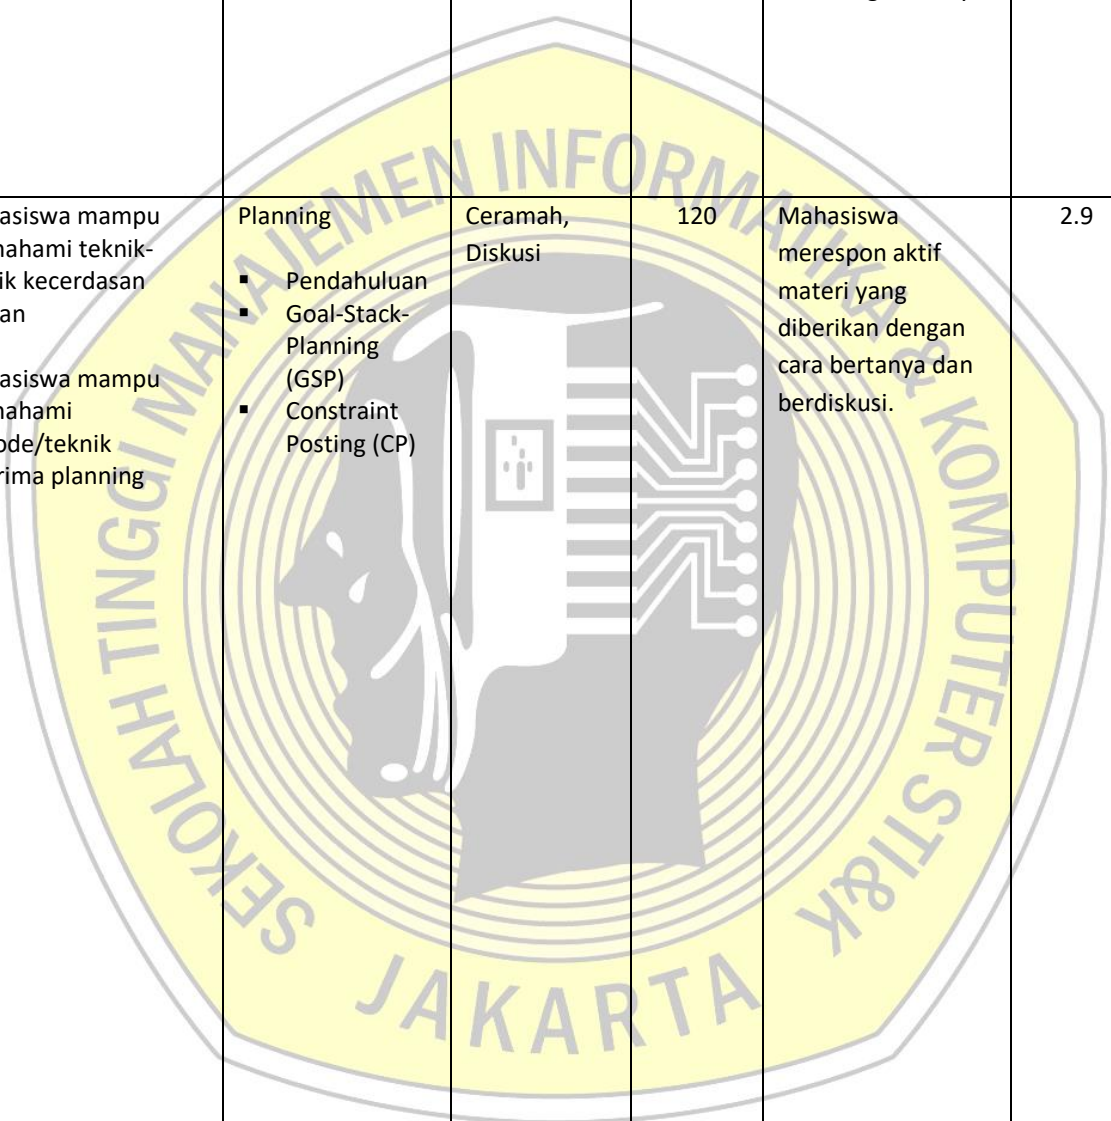 asiswa mampu
nahami teknik-
ik kecerdasan
an
asiswa mampu
nahami
ode/teknik
rima planning
Planning
▪ Pendahuluan
▪ Goal-Stack-
Planning
(GSP)
▪ Constraint
Posting (CP)
Ceramah,
Diskusi
120
Mahasiswa
merespon aktif
materi yang
diberikan dengan
cara bertanya dan
berdiskusi.
2.9
SEKOLAH TINGGI MANAJEMEN INFORMATIKA & KOMPUTER STI&K
JAKARTA